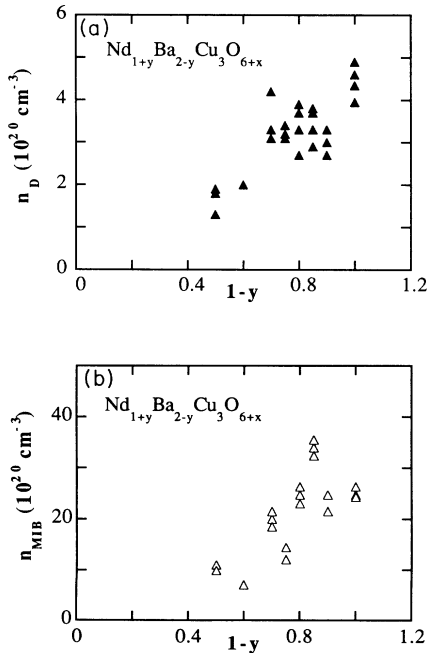 (a)
Nd1+yBa2-yCu3O6+x
6
4
2
0
nD (10^20 cm^-3)
0 0.4 0.8 1.2
1-y
(b)
Nd1+yBa2-yCu3O6+x
40
20
0
nMIB (10^20 cm^-3)
0 0.4 0.8 1.2
1-y